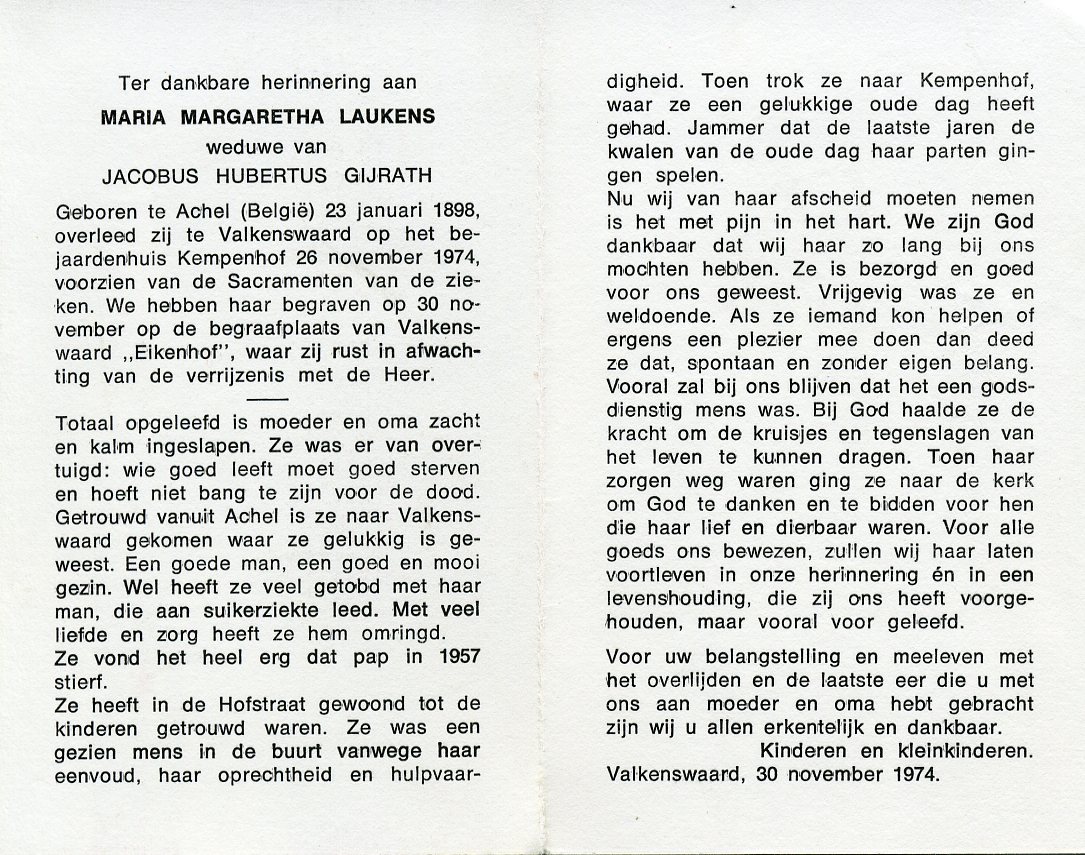 Ter dankbare herinnering aan
MARIA MARGARETHA LAUKENS
weduwe van
JACOBUS HUBERTUS GIJRATH
Geboren te Achel (België) 23 januari 1898,
overleed zij te Valkenswaard op het be-
jaardenhuis Kempenhof 26 november 1974,
voorzien van de Sacramenten van de zie-
ken. We hebben haar begraven op 30 no-
vember op de begraafplaats van Valkens-
waard „Eikenhof”, waar zij rust in afwach-
ting van de verrijzenis met de Heer.
Totaal opgeleefd is moeder en oma zacht
en kalm ingeslapen. Ze was er van over-
tuigd: wie goed leeft moet goed sterven
en hoeft niet bang te zijn voor de dood.
Getrouwd vanuit Achel is ze naar Valkens-
waard gekomen waar ze gelukkig is ge-
weest. Een goede man, een goed en mooi
gezin. Wel heeft ze veel getobd met haar
man, die aan suikerziekte leed. Met veel
liefde en zorg heeft ze hem omringd.
Ze vond het heel erg dat pap in 1957
stierf.
Ze heeft in de Hofstraat gewoond tot de
kinderen getrouwd waren. Ze was een
gezien mens in de buurt vanwege haar
eenvoud, haar oprechtheid en hulpvaar-
digheid. Toen trok ze naar Kempenhof,
waar ze een gelukkige oude dag heeft
gehad. Jammer dat de laatste jaren de
kwalen van de oude dag haar parten gin-
gen spelen.
Nu wij van haar afscheid moeten nemen
is het met pijn in het hart. We zijn God
dankbaar dat wij haar zo lang bij ons
mochten hebben. Ze is bezorgd en goed
voor ons geweest. Vrijgevig was ze en
weldoende. Als ze iemand kon helpen of
ergens een plezier mee doen dan deed
ze dat, spontaan en zonder eigen belang.
Vooral zal bij ons blijven dat het een gods-
dienstig mens was. Bij God haalde ze de
kracht om de kruisjes en tegenslagen van
het leven te kunnen dragen. Toen haar
zorgen weg waren ging ze naar de kerk
om God te danken en te bidden voor hen
die haar lief en dierbaar waren. Voor alle
goeds ons bewezen, zullen wij haar laten
voortleven in onze herinnering én in een
levenshouding, die zij ons heeft voorge-
houden, maar vooral voor geleefd.
Voor uw belangstelling en meeleven met
het overlijden en de laatste eer die u met
ons aan moeder en oma hebt gebracht
zijn wij u allen erkentelijk en dankbaar.
Kinderen en kleinkinderen.
Valkenswaard, 30 november 1974.